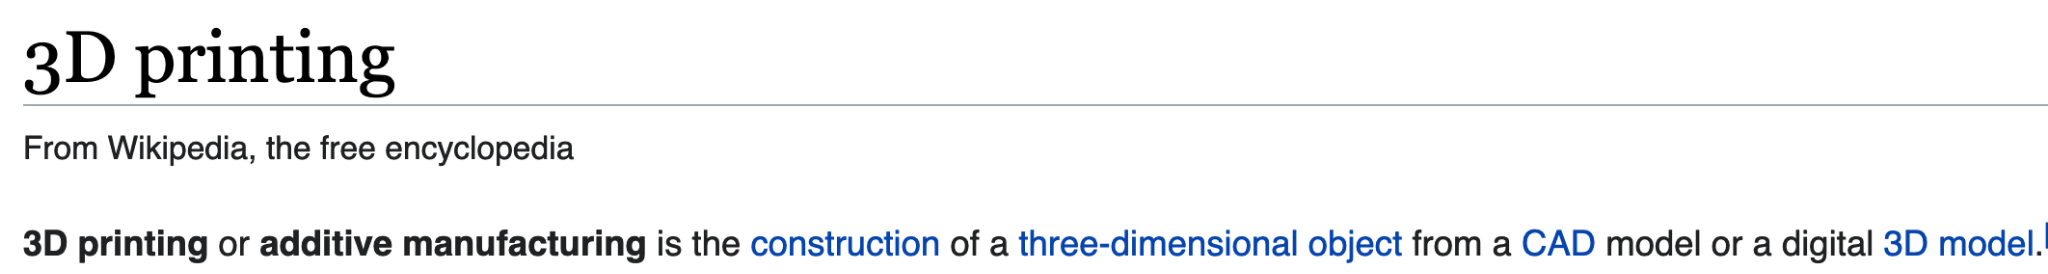 3D printing
From Wikipedia, the free encyclopedia
3D printing or additive manufacturing is the construction of a three-dimensional object from a CAD model or a digital 3D model.